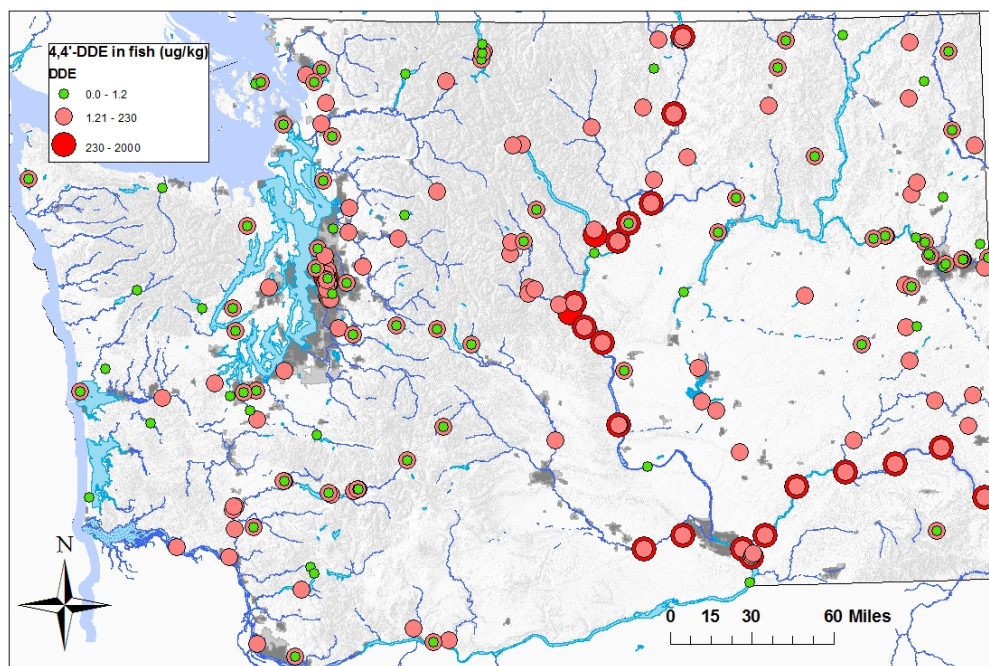 4,4'-DDE in fish (ug/kg)
DDE
0.0 - 1.2
1.21 - 230
230 - 2000
N
0 15 30 60 Miles